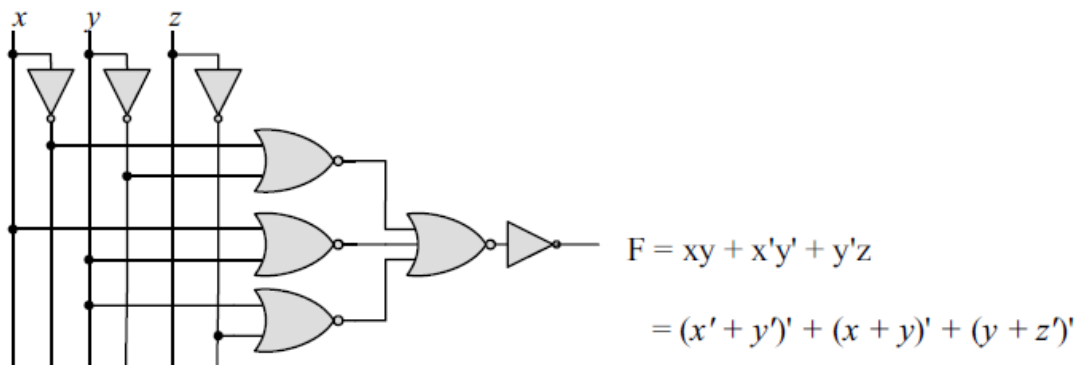 x y z
F = xy + x'y' + y'z
= (x' + y')' + (x + y)' + (y + z')'